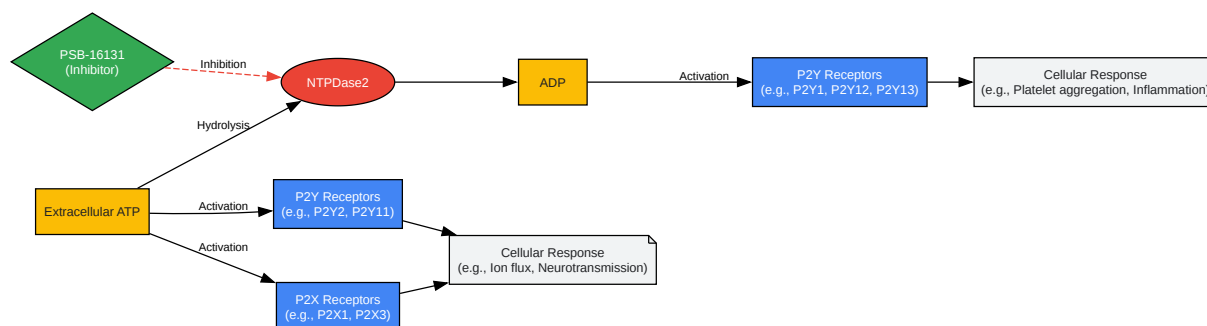 PSB-16131
(Inhibitor)
Inhibition
NTPDase2
ADP
Activation
P2Y Receptors
(e.g., P2Y1, P2Y12, P2Y13)
Cellular Response
(e.g., Platelet aggregation, Inflammation)
Hydrolysis
Extracellular ATP
Activation
P2Y Receptors
(e.g., P2Y2, P2Y11)
Activation
Cellular Response
(e.g., Ion flux, Neurotransmission)
P2X Receptors
(e.g., P2X1, P2X3)